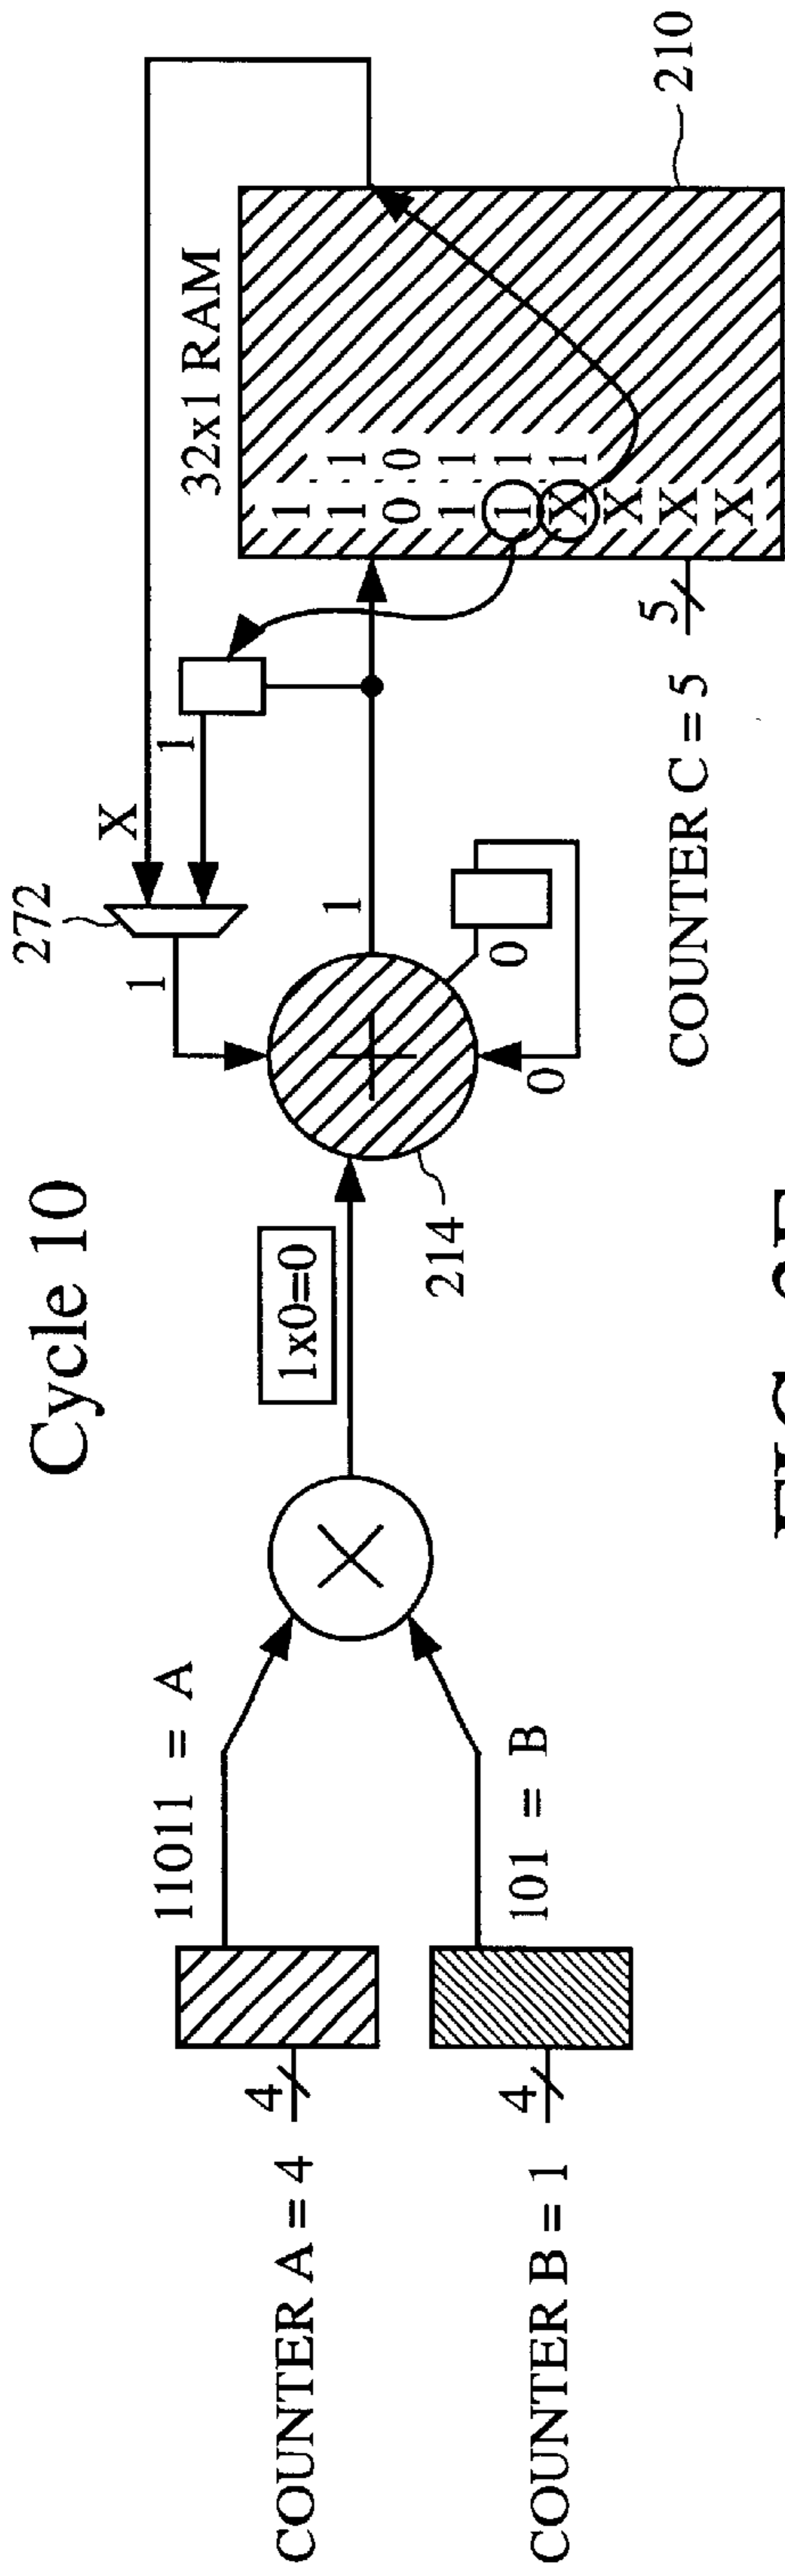 Cycle 10
272
X
1
1
32x1 RAM
11011 = A
1x0=0
1
1
1 1
0 0
1 1
1 1
X 1
X
X
X
210
COUNTER A = 4
4
101 = B
214
0
0
1
COUNTER B = 1
4
COUNTER C = 5
5